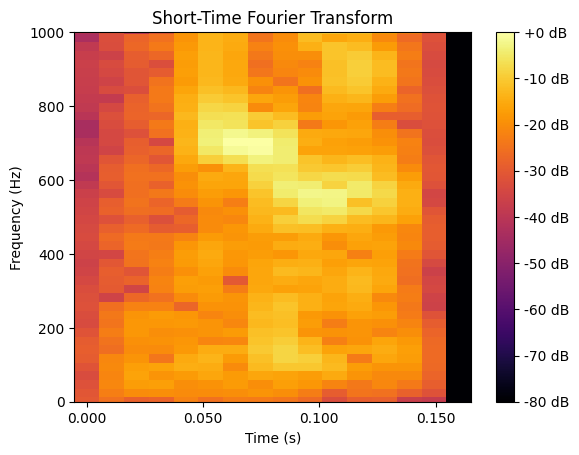 Short-Time Fourier Transform
Frequency (Hz)
1000
800
600
400
200
0
0.000
0.050
0.100
0.150
Time (s)
+0 dB
-10 dB
-20 dB
-30 dB
-40 dB
-50 dB
-60 dB
-70 dB
-80 dB